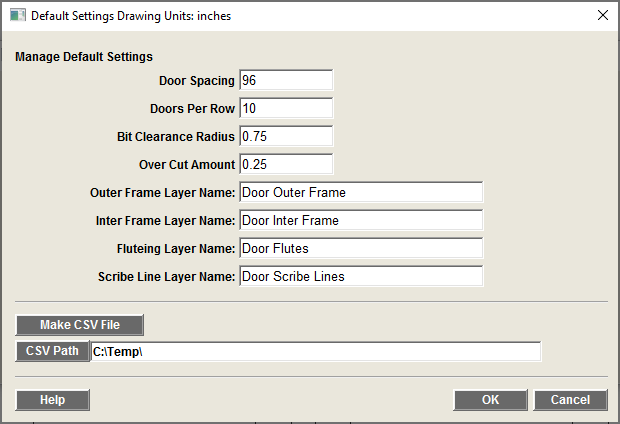 Default Settings Drawing Units: inches
Manage Default Settings
Door Spacing 96
Doors Per Row 10
Bit Clearance Radius 0.75
Over Cut Amount 0.25
Outer Frame Layer Name: Door Outer Frame
Inter Frame Layer Name: Door Inter Frame
Fluteing Layer Name: Door Flutes
Scribe Line Layer Name: Door Scribe Lines
Make CSV File
CSV Path C:\Temp\
Help OK Cancel